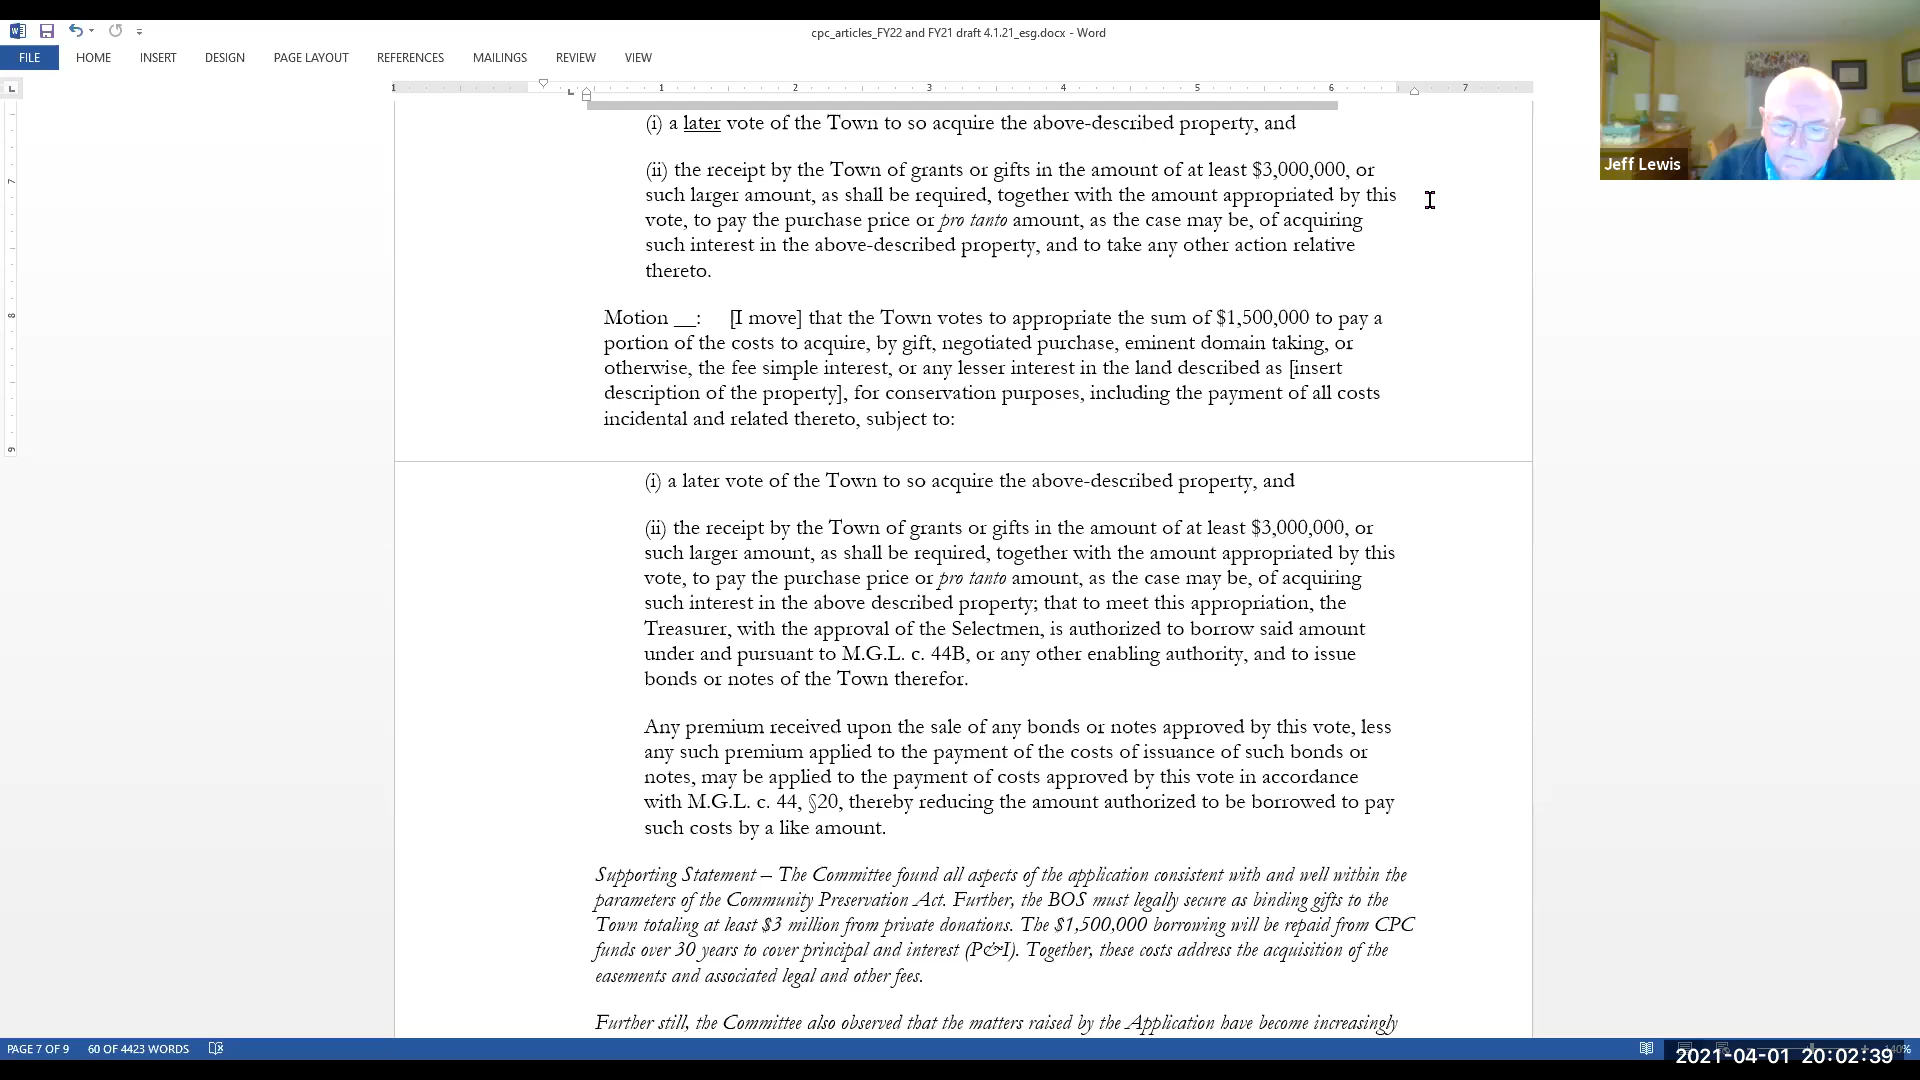 cpc_articles_FY22 and FY21 draft 4.1.21_esg.docx - Word
FILE HOME INSERT DESIGN PAGE LAYOUT REFERENCES MAILINGS REVIEW VIEW
1 1 2 3 4 5 6 7
Jeff Lewis
(i) a later vote of the Town to so acquire the above-described property, and
(ii) the receipt by the Town of grants or gifts in the amount of at least $3,000,000, or
such larger amount, as shall be required, together with the amount appropriated by this
vote, to pay the purchase price or pro tanto amount, as the case may be, of acquiring
such interest in the above-described property, and to take any other action relative
thereto.
Motion __: [I move] that the Town votes to appropriate the sum of $1,500,000 to pay a
portion of the costs to acquire, by gift, negotiated purchase, eminent domain taking, or
otherwise, the fee simple interest, or any lesser interest in the land described as [insert
description of the property], for conservation purposes, including the payment of all costs
incidental and related thereto, subject to:
(i) a later vote of the Town to so acquire the above-described property, and
(ii) the receipt by the Town of grants or gifts in the amount of at least $3,000,000, or
such larger amount, as shall be required, together with the amount appropriated by this
vote, to pay the purchase price or pro tanto amount, as the case may be, of acquiring
such interest in the above described property; that to meet this appropriation, the
Treasurer, with the approval of the Selectmen, is authorized to borrow said amount
under and pursuant to M.G.L. c. 44B, or any other enabling authority, and to issue
bonds or notes of the Town therefor.
Any premium received upon the sale of any bonds or notes approved by this vote, less
any such premium applied to the payment of the costs of issuance of such bonds or
notes, may be applied to the payment of costs approved by this vote in accordance
with M.G.L. c. 44, §20, thereby reducing the amount authorized to be borrowed to pay
such costs by a like amount.
Supporting Statement – The Committee found all aspects of the application consistent with and well within the
parameters of the Community Preservation Act. Further, the BOS must legally secure as binding gifts to the
Town totaling at least $3 million from private donations. The $1,500,000 borrowing will be repaid from CPC
funds over 30 years to cover principal and interest (P&I). Together, these costs address the acquisition of the
easements and associated legal and other fees.
Further still, the Committee also observed that the matters raised by the Application have become increasingly
7
8
9
PAGE 7 OF 9 60 OF 4423 WORDS
2021-04-01 20:02:39